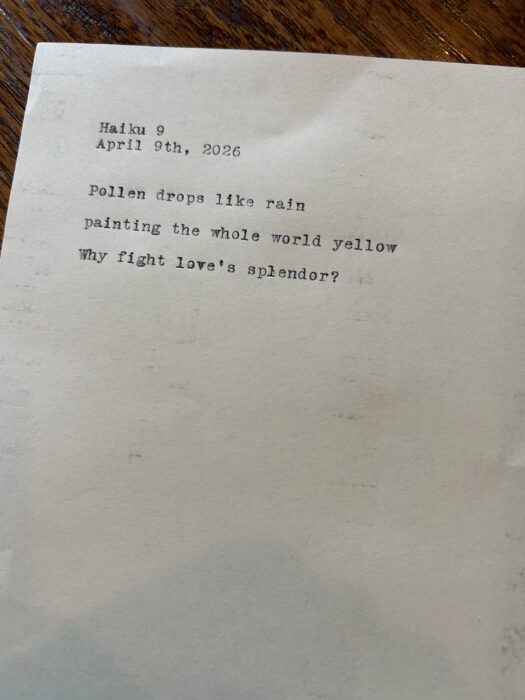 Haiku 9
April 9th, 2026
Pollen drops like rain
painting the whole world yellow
Why fight love's splendor?